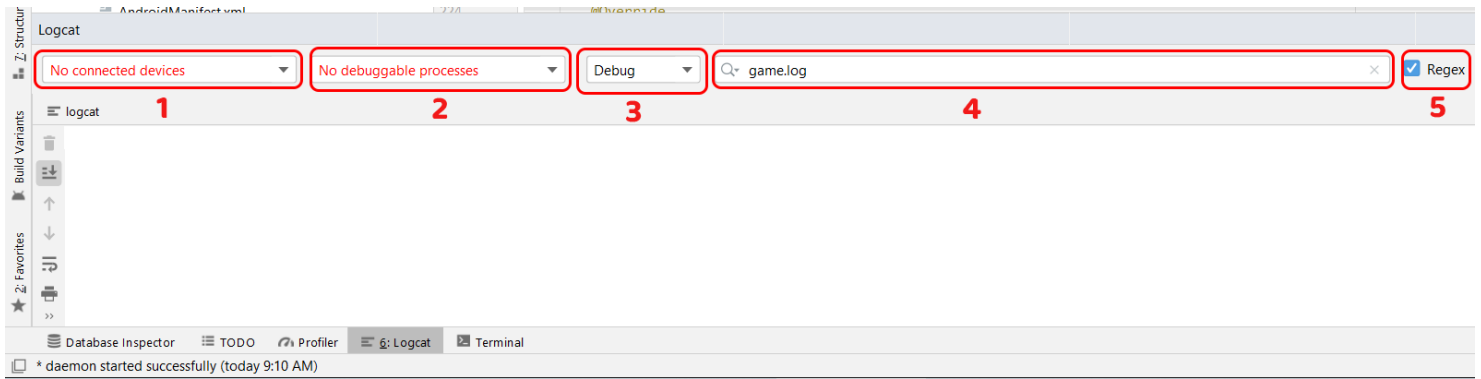 AndroidManifest.xml 224 @Override
Logcat
No connected devices No debuggable processes Debug game.log Regex
1 2 3 4 5
logcat
Z: Structur
Build Variants
2: Favorites
Database Inspector TODO Profiler 6: Logcat Terminal
* daemon started successfully (today 9:10 AM)